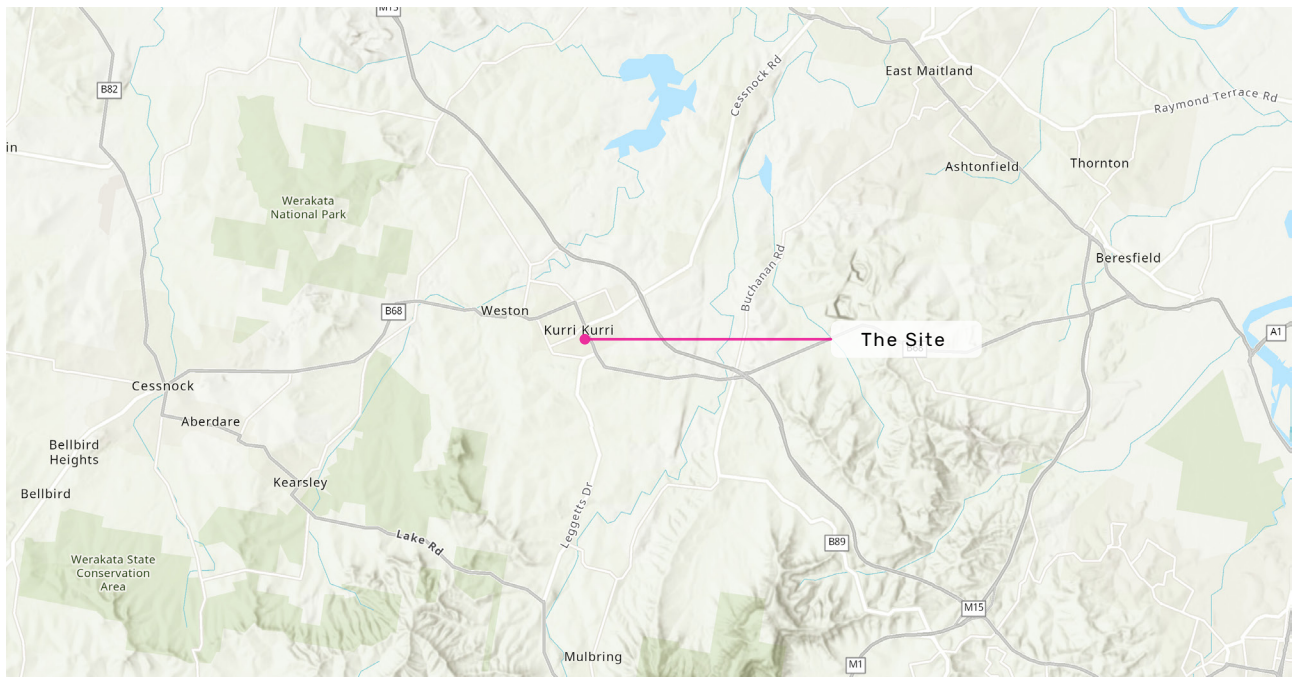 M15
East Maitland
Cessnock Rd
B82
Raymond Terrace Rd
in
Ashtonfield
Thornton
Werakata
National Park
Buchanan Rd
Beresfield
Weston
B68
Kurri Kurri
A1
The Site
Cessnock
Aberdare
Bellbird
Heights
Kearsley
Bellbird
Leggetts Dr
Lake Rd
B89
Werakata State
Conservation
Area
M15
Mulbring
M1